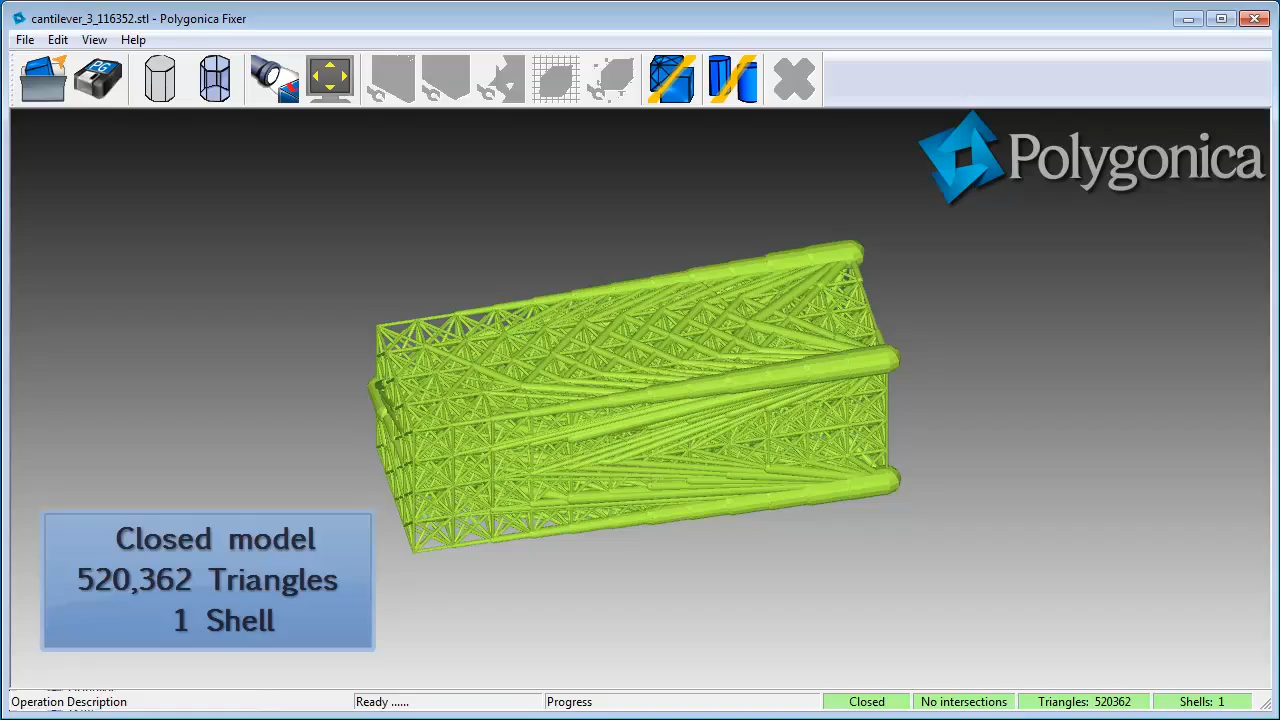 cantilever_3_116352.stl - Polygonica Fixer
File Edit View Help
PG
Polygonica
Closed model
520,362 Triangles
1 Shell
Operation Description
Ready ......
Progress
Closed
No intersections
Triangles: 520362
Shells: 1